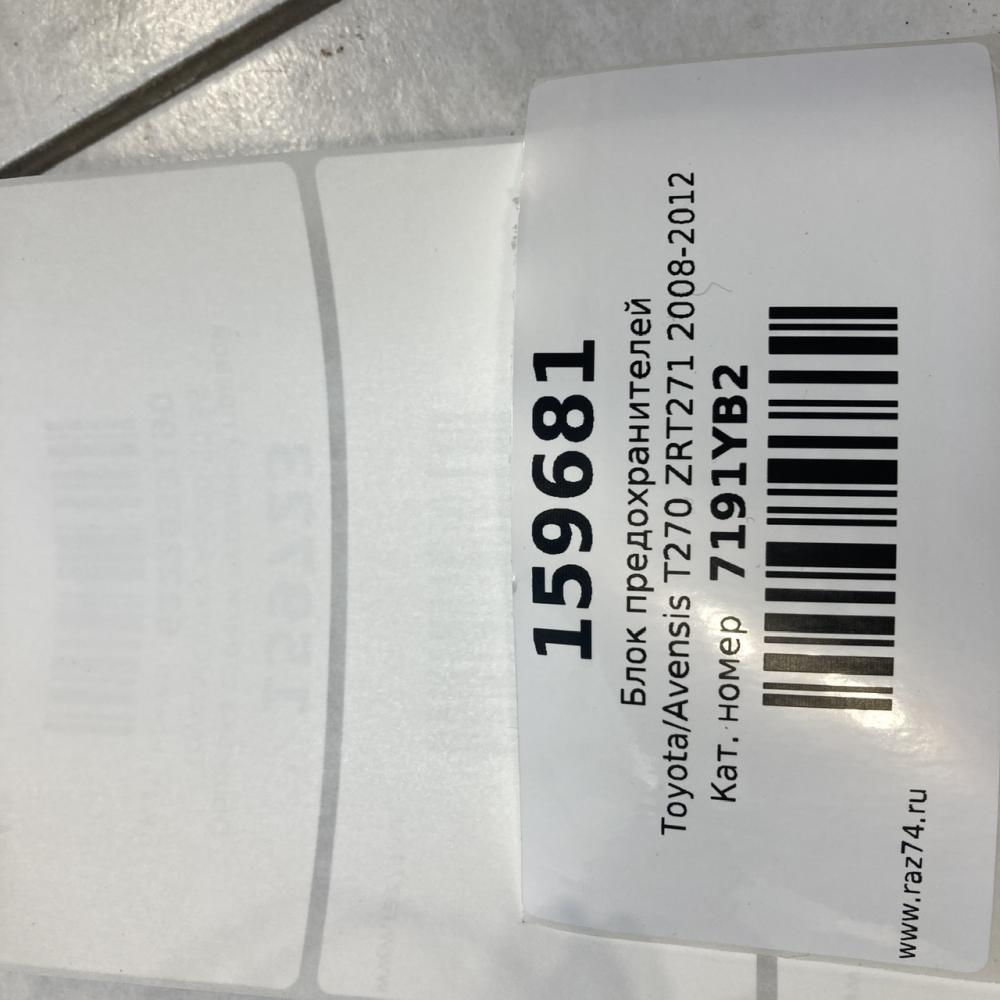 159681
Блок предохранителей
Toyota/Avensis T270 ZRT271 2008-2012
Кат. номер 7191YB2
www.raz74.ru